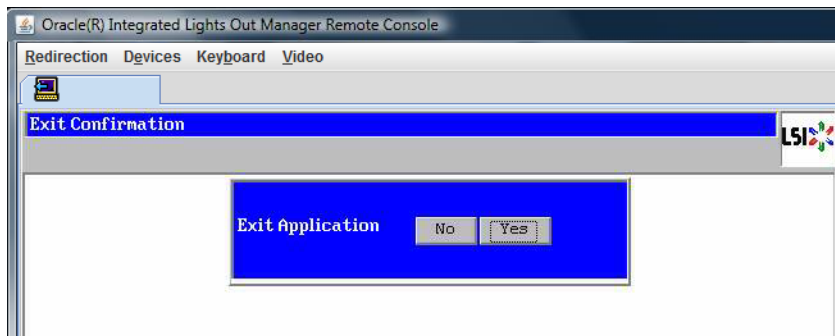 Oracle(R) Integrated Lights Out Manager Remote Console
Redirection Devices Keyboard Video
Exit Confirmation
LSI
Exit Application No Yes